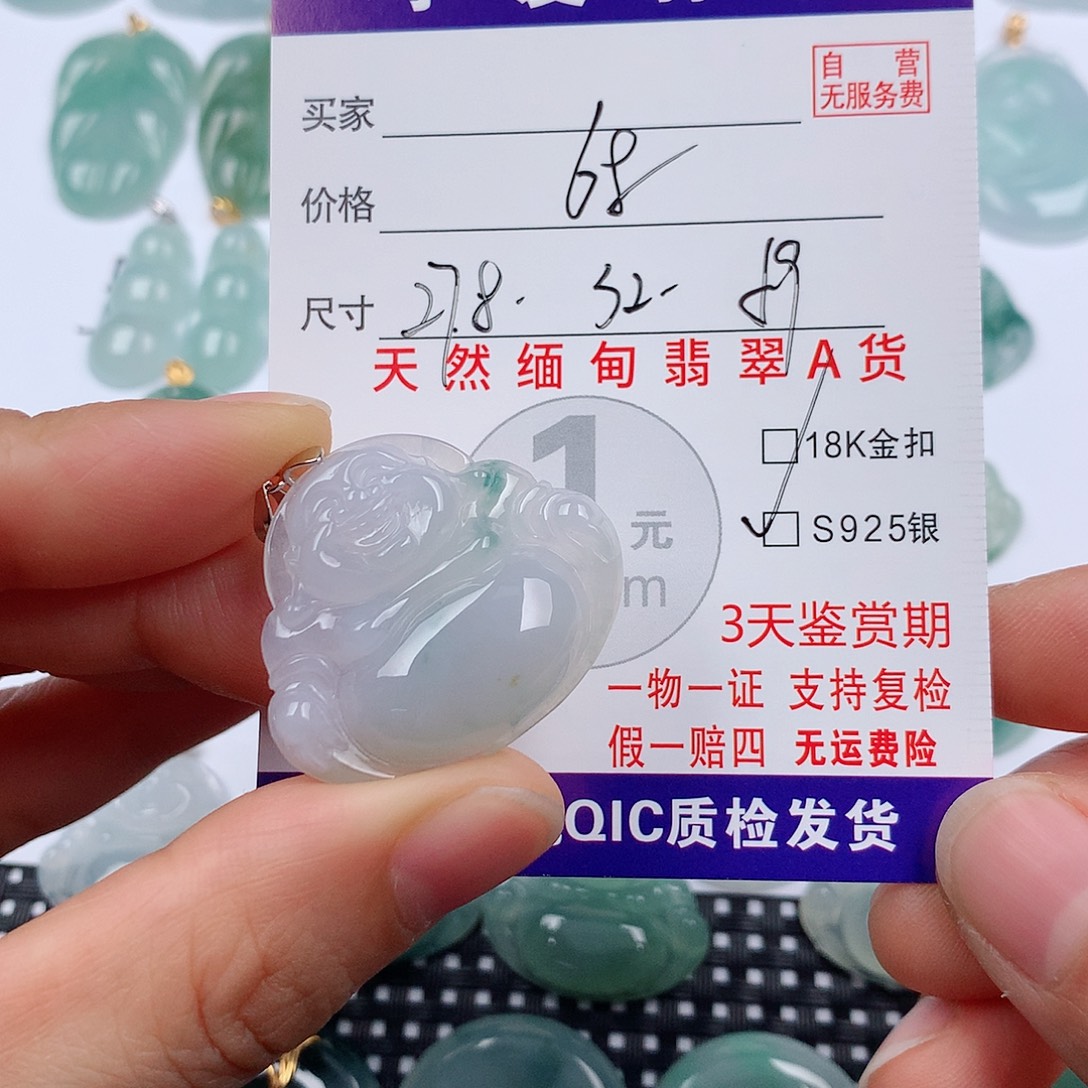 自 营
无服务费
买家
价格 68
尺寸 27.8 - 32 -
天然缅甸翡翠A货
1
元
m
18K金扣
S925银
3天鉴赏期
一物一证 支持复检
假一赔四 无运费险
QIC质检发货